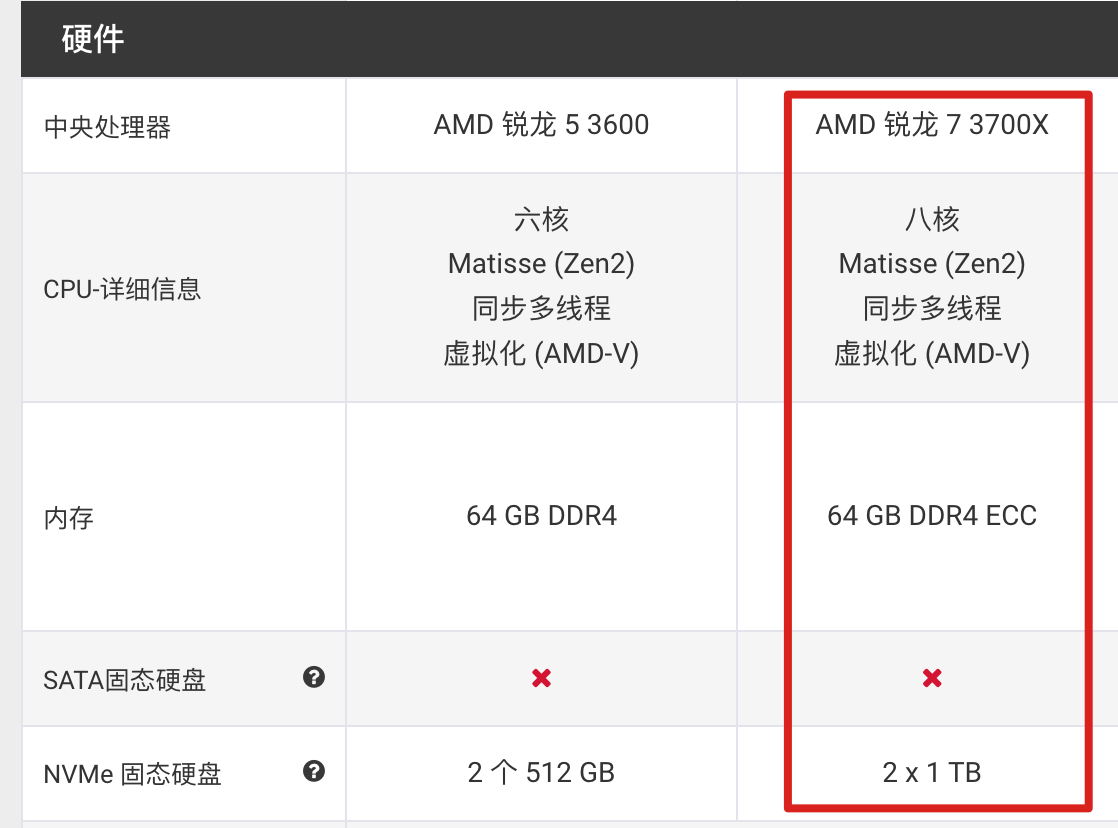 硬件
中央处理器
AMD 锐龙 5 3600
AMD 锐龙 7 3700X
CPU-详细信息
六核
Matisse (Zen2)
同步多线程
虚拟化 (AMD-V)
八核
Matisse (Zen2)
同步多线程
虚拟化 (AMD-V)
内存
64 GB DDR4
64 GB DDR4 ECC
SATA固态硬盘
NVMe 固态硬盘
2 个 512 GB
2 x 1 TB